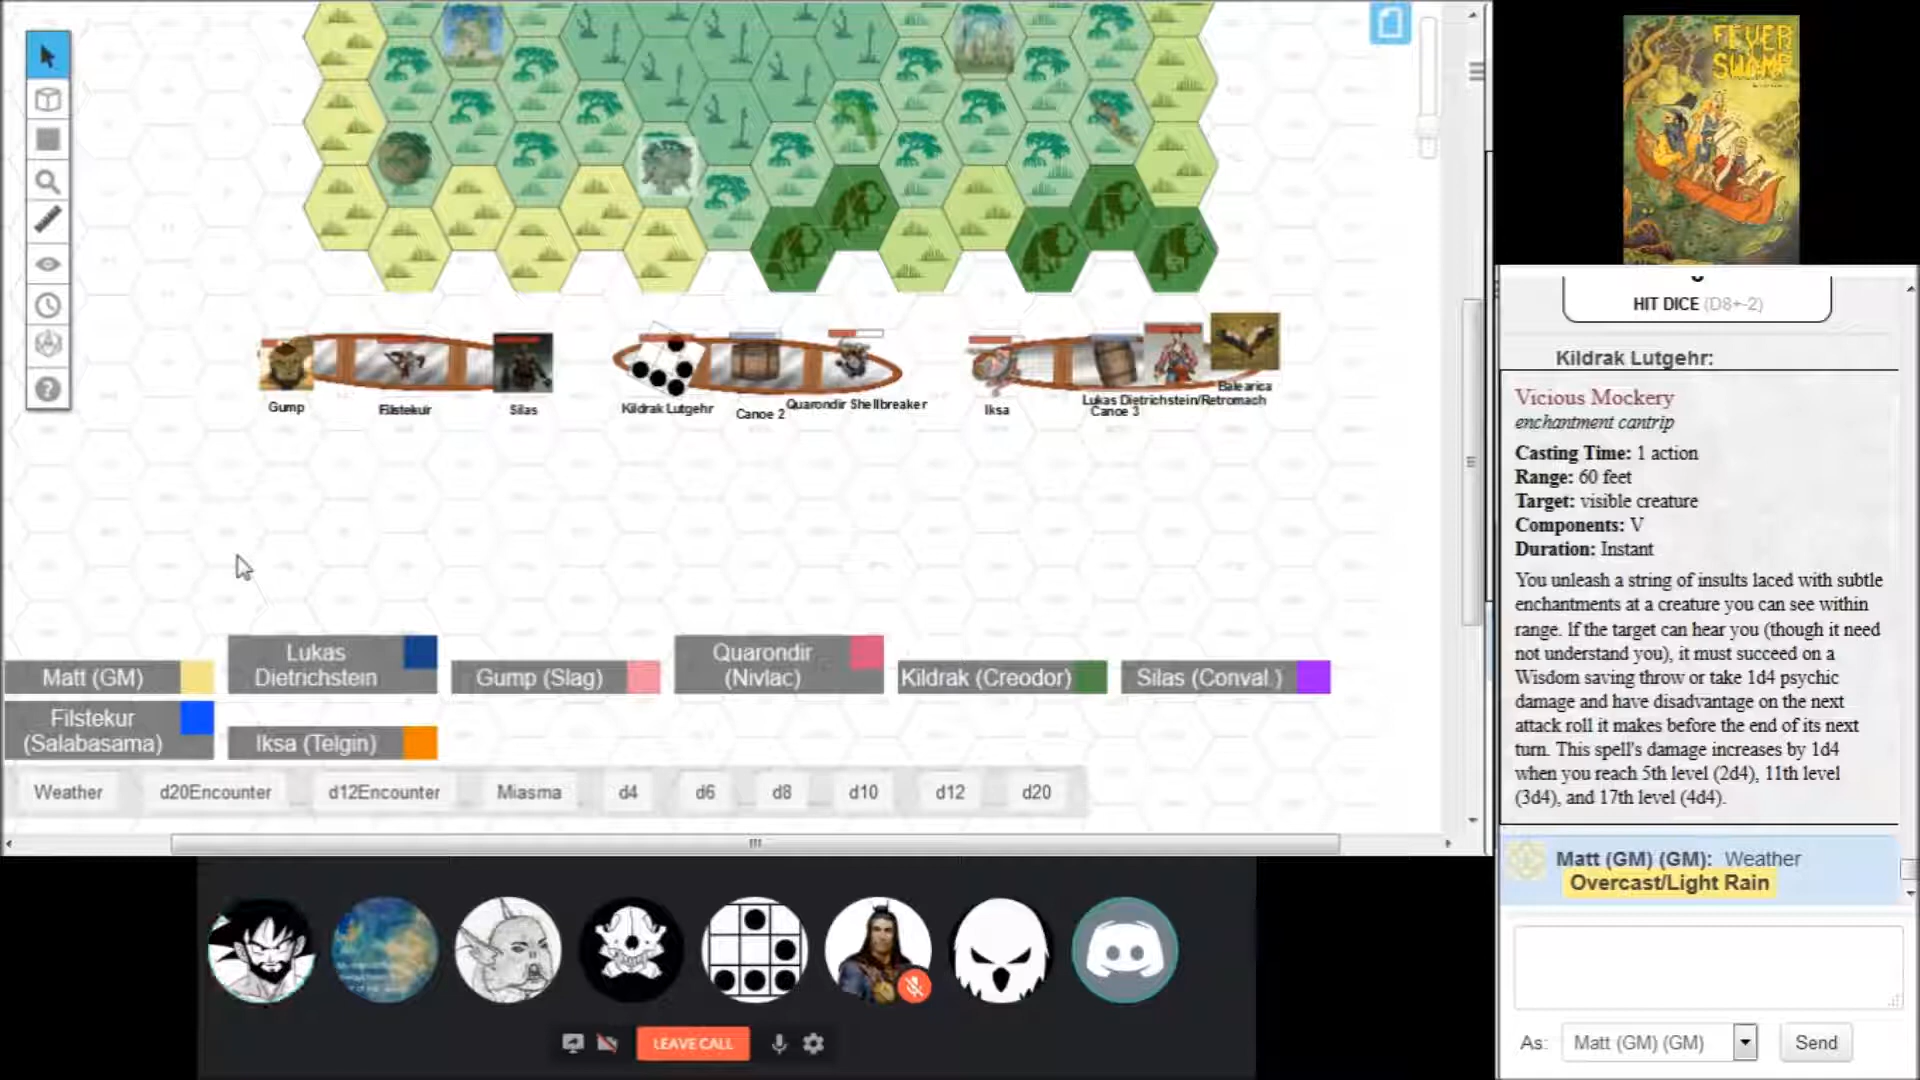 FEVER
SWAMP
HIT DICE (D8+-2)
Kildrak Lutgehr:
Vicious Mockery
enchantment cantrip
Casting Time: 1 action
Range: 60 feet
Target: visible creature
Components: V
Duration: Instant
You unleash a string of insults laced with subtle
enchantments at a creature you can see within
range. If the target can hear you (though it need
not understand you), it must succeed on a
Wisdom saving throw or take 1d4 psychic
damage and have disadvantage on the next
attack roll it makes before the end of its next
turn. This spell's damage increases by 1d4
when you reach 5th level (2d4), 11th level
(3d4), and 17th level (4d4).
Matt (GM) (GM): Weather
Overcast/Light Rain
As: Matt (GM) (GM) Send
Gump
Filstekur
Silas
Kildrak Lutgehr
Canoe 2
Quarondir Shellbreaker
Iksa
Balearica
Lukas Dietrichstein/Retromach
Canoe 3
Matt (GM)
Lukas
Dietrichstein
Gump (Slag)
Quarondir
(Nivlac)
Kildrak (Creodor)
Silas (Conval.)
Filstekur
(Salabasama)
Iksa (Telgin)
Weather d20Encounter d12Encounter Miasma d4 d6 d8 d10 d12 d20
LEAVE CALL